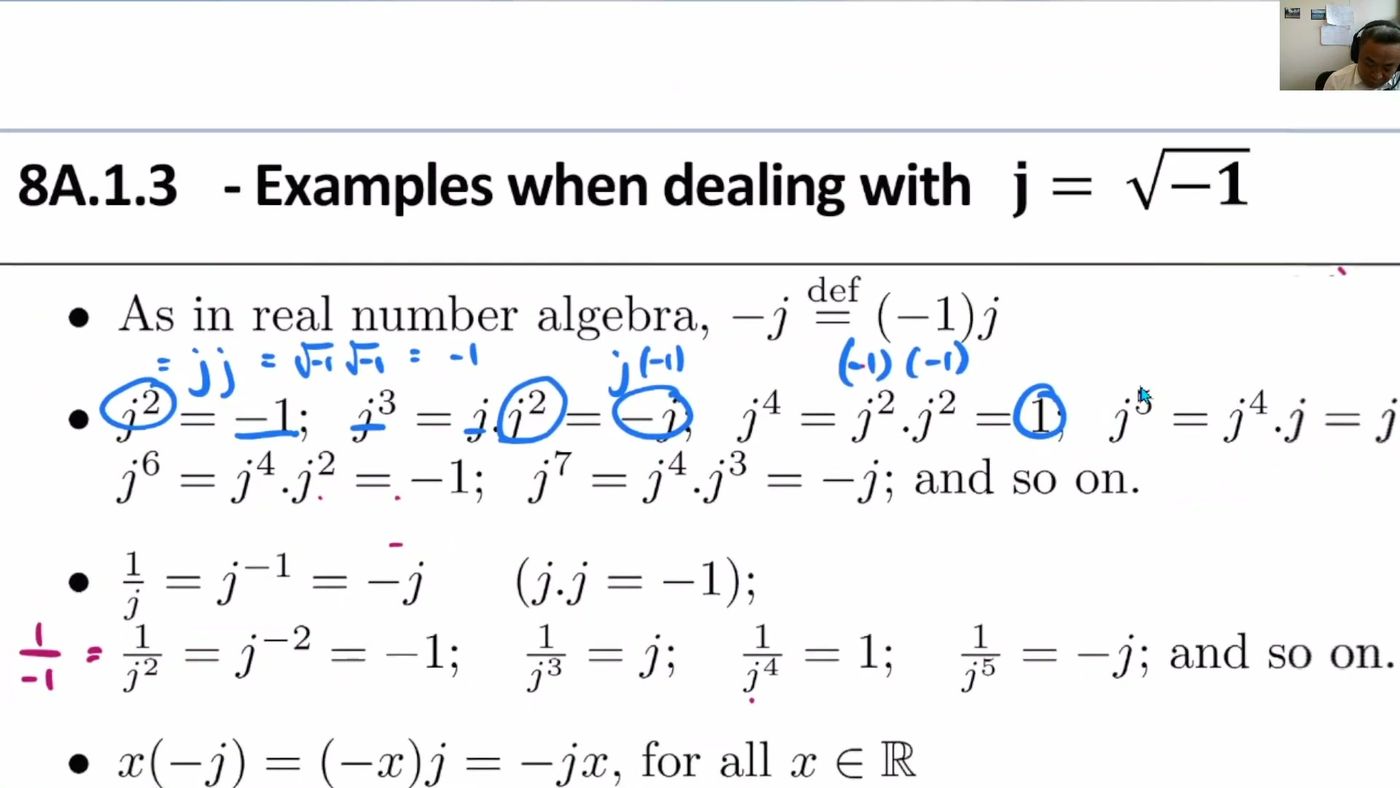 8A.1.3 - Examples when dealing with j = √−1
• As in real number algebra, −j def= (−1)j
= jj = √-1 √-1 = -1 j(-1) (-1)(-1)
• j² = −1; j³ = j.j² = −j; j⁴ = j².j² = 1; j⁵ = j⁴.j = j
j⁶ = j⁴.j² = −1; j⁷ = j⁴.j³ = −j; and so on.
• 1/j = j⁻¹ = −j (j.j = −1);
1/-1 = 1/j² = j⁻² = −1; 1/j³ = j; 1/j⁴ = 1; 1/j⁵ = −j; and so on.
• x(−j) = (−x)j = −jx, for all x ∈ ℝ